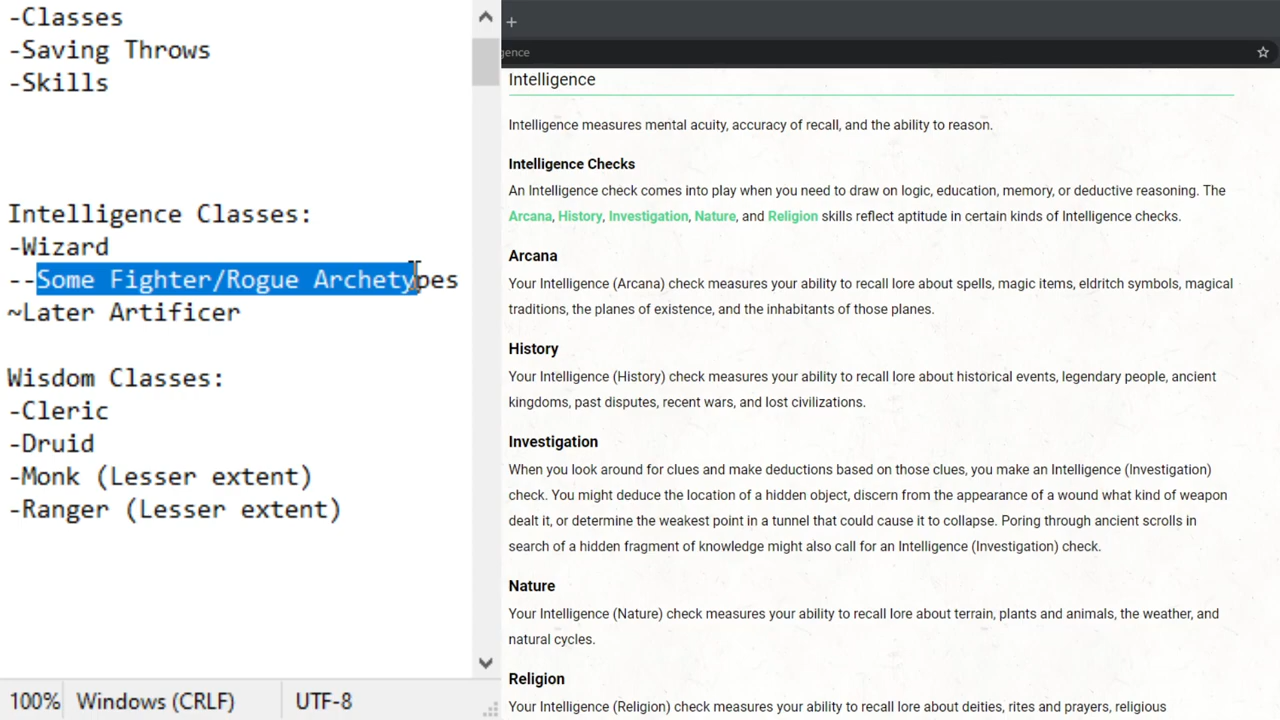 -Classes
-Saving Throws
-Skills
Intelligence Classes:
-Wizard
--Some Fighter/Rogue Archetypes
~Later Artificer
Wisdom Classes:
-Cleric
-Druid
-Monk (Lesser extent)
-Ranger (Lesser extent)
100%
Windows (CRLF)
UTF-8
gence
Intelligence
Intelligence measures mental acuity, accuracy of recall, and the ability to reason.
Intelligence Checks
An Intelligence check comes into play when you need to draw on logic, education, memory, or deductive reasoning. The
Arcana, History, Investigation, Nature, and Religion skills reflect aptitude in certain kinds of Intelligence checks.
Arcana
Your Intelligence (Arcana) check measures your ability to recall lore about spells, magic items, eldritch symbols, magical
traditions, the planes of existence, and the inhabitants of those planes.
History
Your Intelligence (History) check measures your ability to recall lore about historical events, legendary people, ancient
kingdoms, past disputes, recent wars, and lost civilizations.
Investigation
When you look around for clues and make deductions based on those clues, you make an Intelligence (Investigation)
check. You might deduce the location of a hidden object, discern from the appearance of a wound what kind of weapon
dealt it, or determine the weakest point in a tunnel that could cause it to collapse. Poring through ancient scrolls in
search of a hidden fragment of knowledge might also call for an Intelligence (Investigation) check.
Nature
Your Intelligence (Nature) check measures your ability to recall lore about terrain, plants and animals, the weather, and
natural cycles.
Religion
Your Intelligence (Religion) check measures your ability to recall lore about deities, rites and prayers, religious